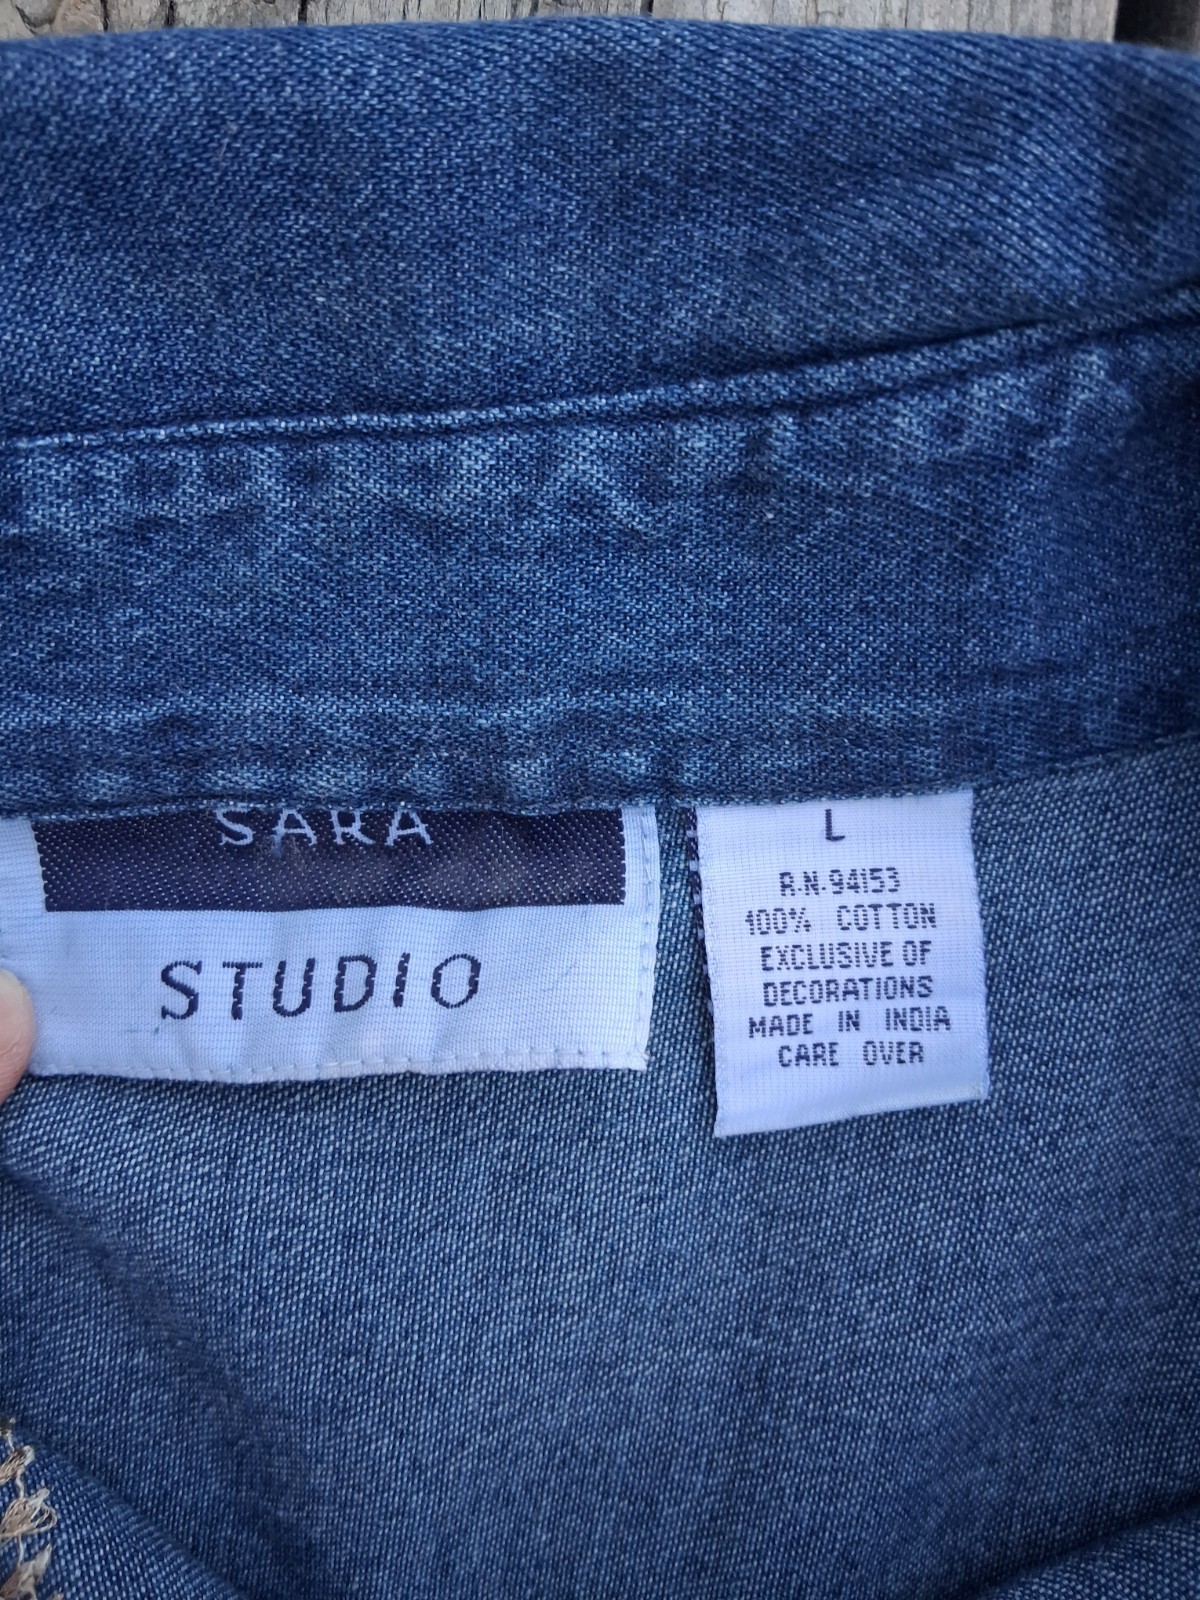 SARA
STUDIO
L
R.N.94153
100% COTTON
EXCLUSIVE OF
DECORATIONS
MADE IN INDIA
CARE OVER